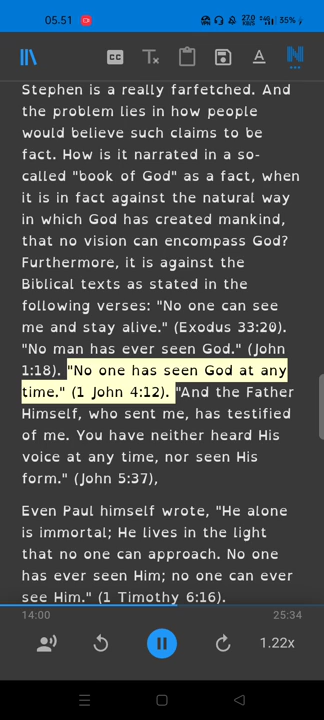 05.51
27.0
KB/S
35%
CC
Stephen is a really farfetched. And
the problem lies in how people
would believe such claims to be
fact. How is it narrated in a so-
called "book of God" as a fact, when
it is in fact against the natural way
in which God has created mankind,
that no vision can encompass God?
Furthermore, it is against the
Biblical texts as stated in the
following verses: "No one can see
me and stay alive." (Exodus 33:20).
"No man has ever seen God." (John
1:18). "No one has seen God at any
time." (1 John 4:12). "And the Father
Himself, who sent me, has testified
of me. You have neither heard His
voice at any time, nor seen His
form." (John 5:37),
Even Paul himself wrote, "He alone
is immortal; He lives in the light
that no one can approach. No one
has ever seen Him; no one can ever
see Him." (1 Timothy 6:16).
14:00 25:34
1.22x